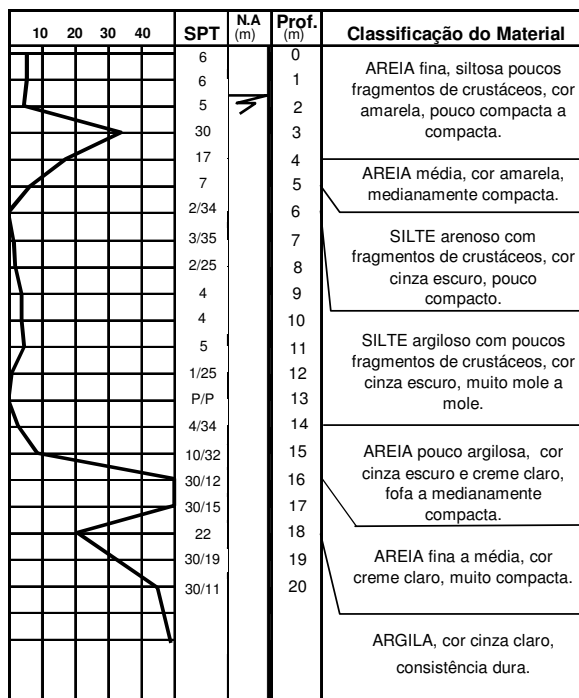 10 20 30 40 SPT N.A (m) Prof. (m) Classificação do Material
6 0
6 1
5 2
30 3
17 4
7 5
2/34 6
3/35 7
2/25 8
4 9
4 10
5 11
1/25 12
P/P 13
4/34 14
10/32 15
30/12 16
30/15 17
22 18
30/19 19
30/11 20
AREIA fina, siltosa poucos
fragmentos de crustáceos, cor
amarela, pouco compacta a
compacta.
AREIA média, cor amarela,
medianamente compacta.
SILTE arenoso com
fragmentos de crustáceos, cor
cinza escuro, pouco
compacto.
SILTE argiloso com poucos
fragmentos de crustáceos, cor
cinza escuro, muito mole a
mole.
AREIA pouco argilosa, cor
cinza escuro e creme claro,
fofa a medianamente
compacta.
AREIA fina a média, cor
creme claro, muito compacta.
ARGILA, cor cinza claro,
consistência dura.